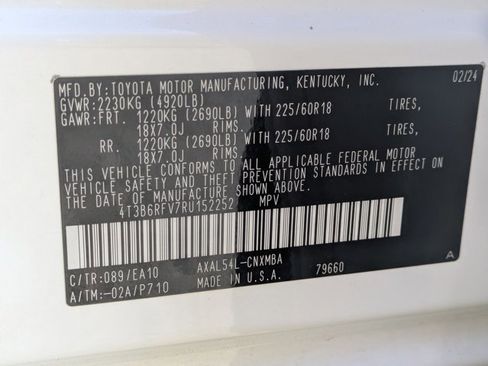 MFD.BY:TOYOTA MOTOR MANUFACTURING, KENTUCKY, INC. 02/24
GVWR:2230KG (4920LB)
GAWR:FRT. 1220KG (2690LB) WITH 225/60R18 TIRES,
18X7.0J RIMS.
RR. 1220KG (2690LB) WITH 225/60R18 TIRES,
18X7.0J RIMS.
THIS VEHICLE CONFORMS TO ALL APPLICABLE FEDERAL MOTOR
VEHICLE SAFETY AND THEFT PREVENTION STANDARDS IN EFFECT ON
THE DATE OF MANUFACTURE SHOWN ABOVE.
4T3B6RFV7RU152252 MPV
C/TR:089/EA10 AXAL54L-CNXMBA 79660
A/TM:-02A/P710 MADE IN U.S.A. A